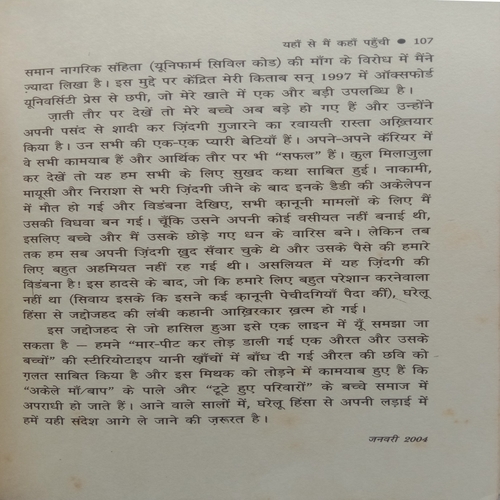 यहाँ से मैं कहाँ पहुँची ● 107
समान नागरिक संहिता (यूनिफार्म सिविल कोड) की माँग के विरोध में मैंने
ज़्यादा लिखा है। इस मुद्दे पर केंद्रित मेरी किताब सन् 1997 में ऑक्सफोर्ड
यूनिवर्सिटी प्रेस से छपी, जो मेरे खाते में एक और बड़ी उपलब्धि है।
ज़ाती तौर पर देखें तो मेरे बच्चे अब बड़े हो गए हैं और उन्होंने
अपनी पसंद से शादी कर ज़िंदगी गुजारने का रवायती रास्ता अख़्तियार
किया है। उन सभी की एक-एक प्यारी बेटियाँ हैं। अपने-अपने कॅरियर में
वे सभी कामयाब हैं और आर्थिक तौर पर भी “सफल” हैं। कुल मिलाजुला
कर देखें तो यह हम सभी के लिए सुखद कथा साबित हुई। नाकामी,
मायूसी और निराशा से भरी ज़िंदगी जीने के बाद इनके डैडी की अकेलेपन
में मौत हो गई और विडंबना देखिए, सभी क़ानूनी मामलों के लिए मैं
उसकी विधवा बन गई। चूँकि उसने अपनी कोई वसीयत नहीं बनाई थी,
इसलिए बच्चे और मैं उसके छोड़े गए धन के वारिस बने। लेकिन तब
तक हम सब अपनी ज़िंदगी ख़ुद सँवार चुके थे और उसके पैसे की हमारे
लिए बहुत अहमियत नहीं रह गई थी। असलियत में यह ज़िंदगी की
विडंबना है! इस हादसे के बाद, जो कि हमारे लिए बहुत परेशान करनेवाला
नहीं था (सिवाय इसके कि इसने कई क़ानूनी पेचीदगियाँ पैदा कीं), घरेलू
हिंसा से जद्दोजहद की लंबी कहानी आख़िरकार ख़त्म हो गई।
इस जद्दोजहद से जो हासिल हुआ इसे एक लाइन में यूँ समझा जा
सकता है – हमने “मार-पीट कर तोड़ डाली गई एक औरत और उसके
बच्चों” की स्टीरियोटाइप यानी खाँचों में बाँध दी गई औरत की छवि को
ग़लत साबित किया है और इस मिथक को तोड़ने में कामयाब हुए हैं कि
“अकेले माँ/बाप” के पाले और “टूटे हुए परिवारों” के बच्चे समाज में
अपराधी हो जाते हैं। आने वाले सालों में, घरेलू हिंसा से अपनी लड़ाई में
हमें यही संदेश आगे ले जाने की ज़रूरत है।
जनवरी 2004